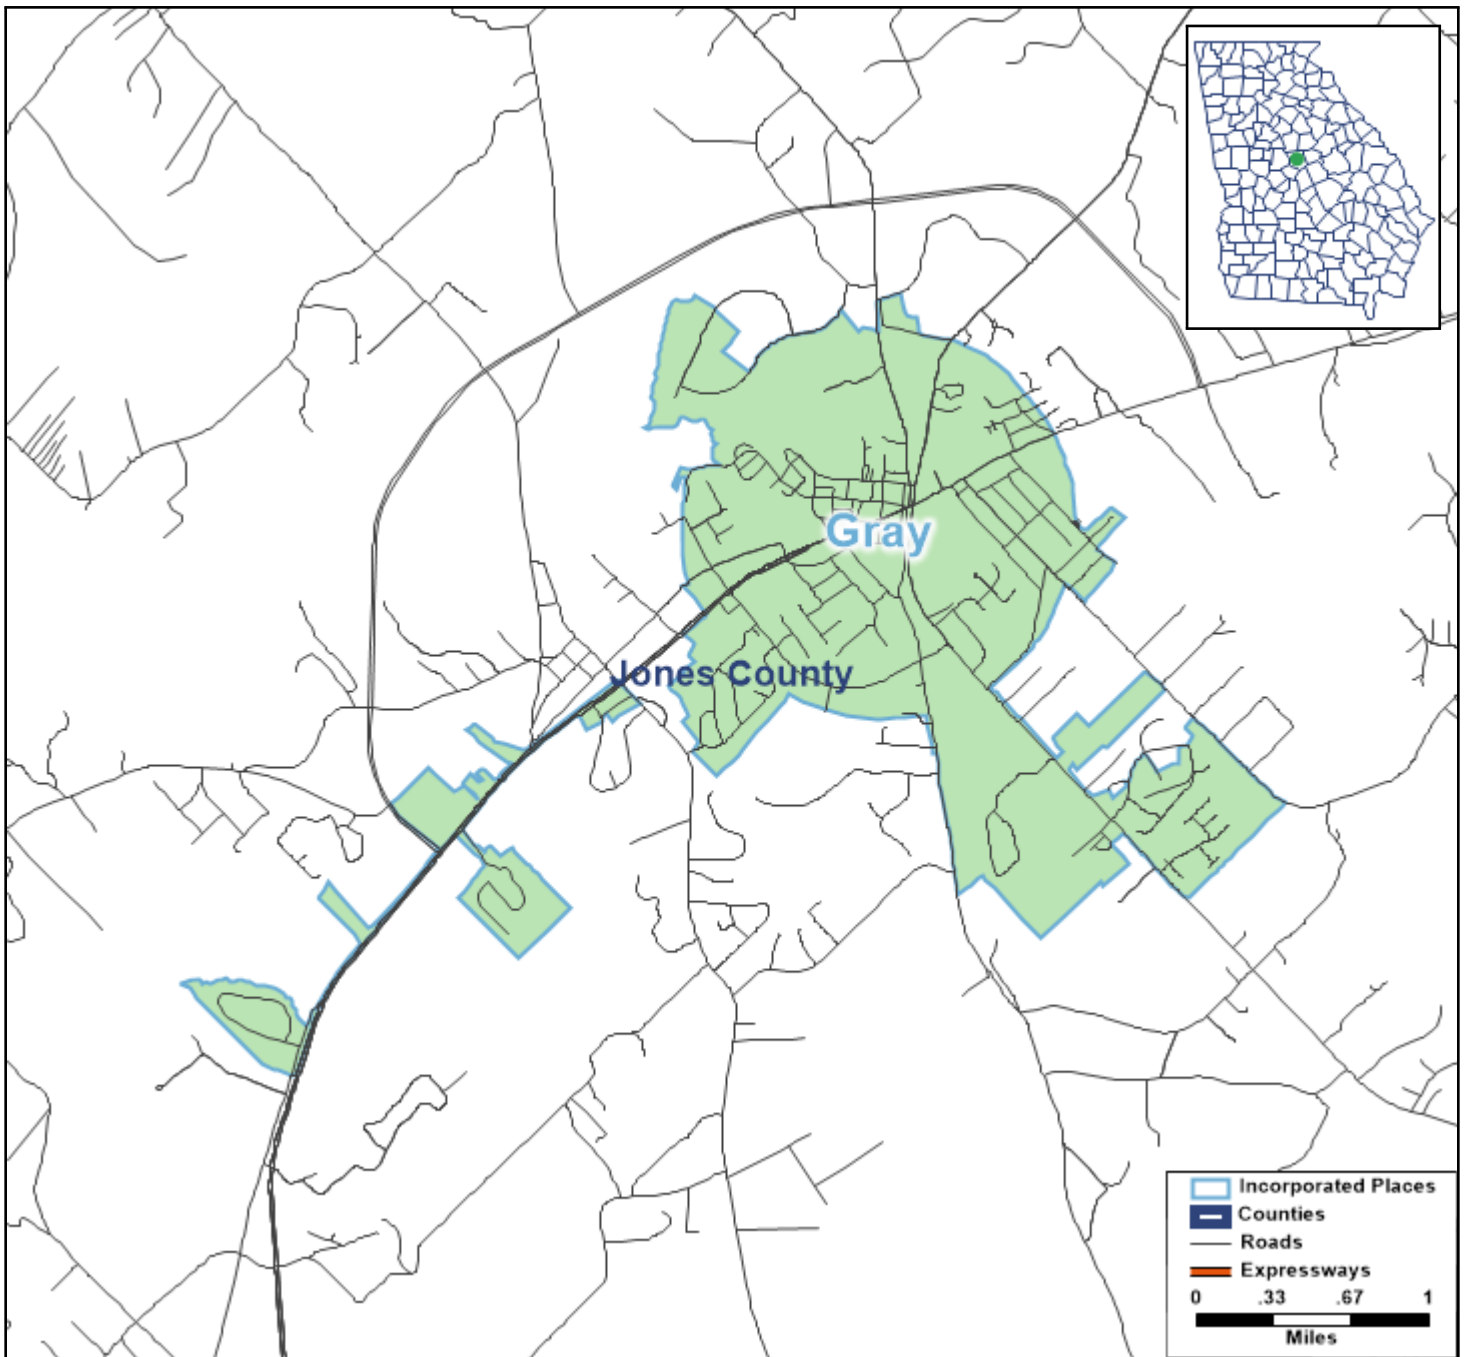 Gray
Jones County
Incorporated Places
Counties
Roads
Expressways
0 .33 .67 1
Miles